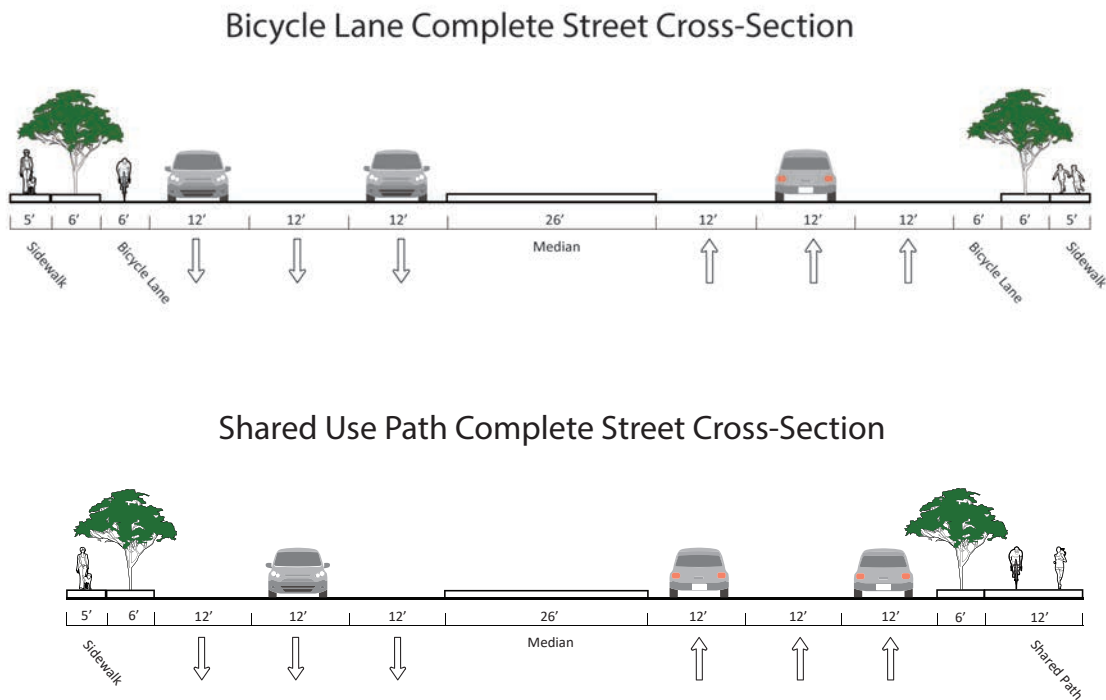 Bicycle Lane Complete Street Cross-Section
5’ 6’ 6’ 12’ 12’ 12’ 26’ 12’ 12’ 12’ 6’ 6’ 5’
Sidewalk Bicycle Lane Median Bicycle Lane Sidewalk
Shared Use Path Complete Street Cross-Section
5’ 6’ 12’ 12’ 12’ 26’ 12’ 12’ 12’ 6’ 12’
Sidewalk Median Shared Path